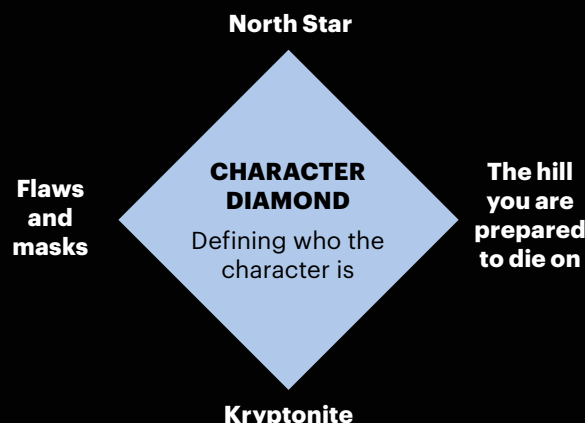 North Star
Flaws
and
masks
CHARACTER
DIAMOND
Defining who the
character is
The hill
you are
prepared
to die on
Kryptonite